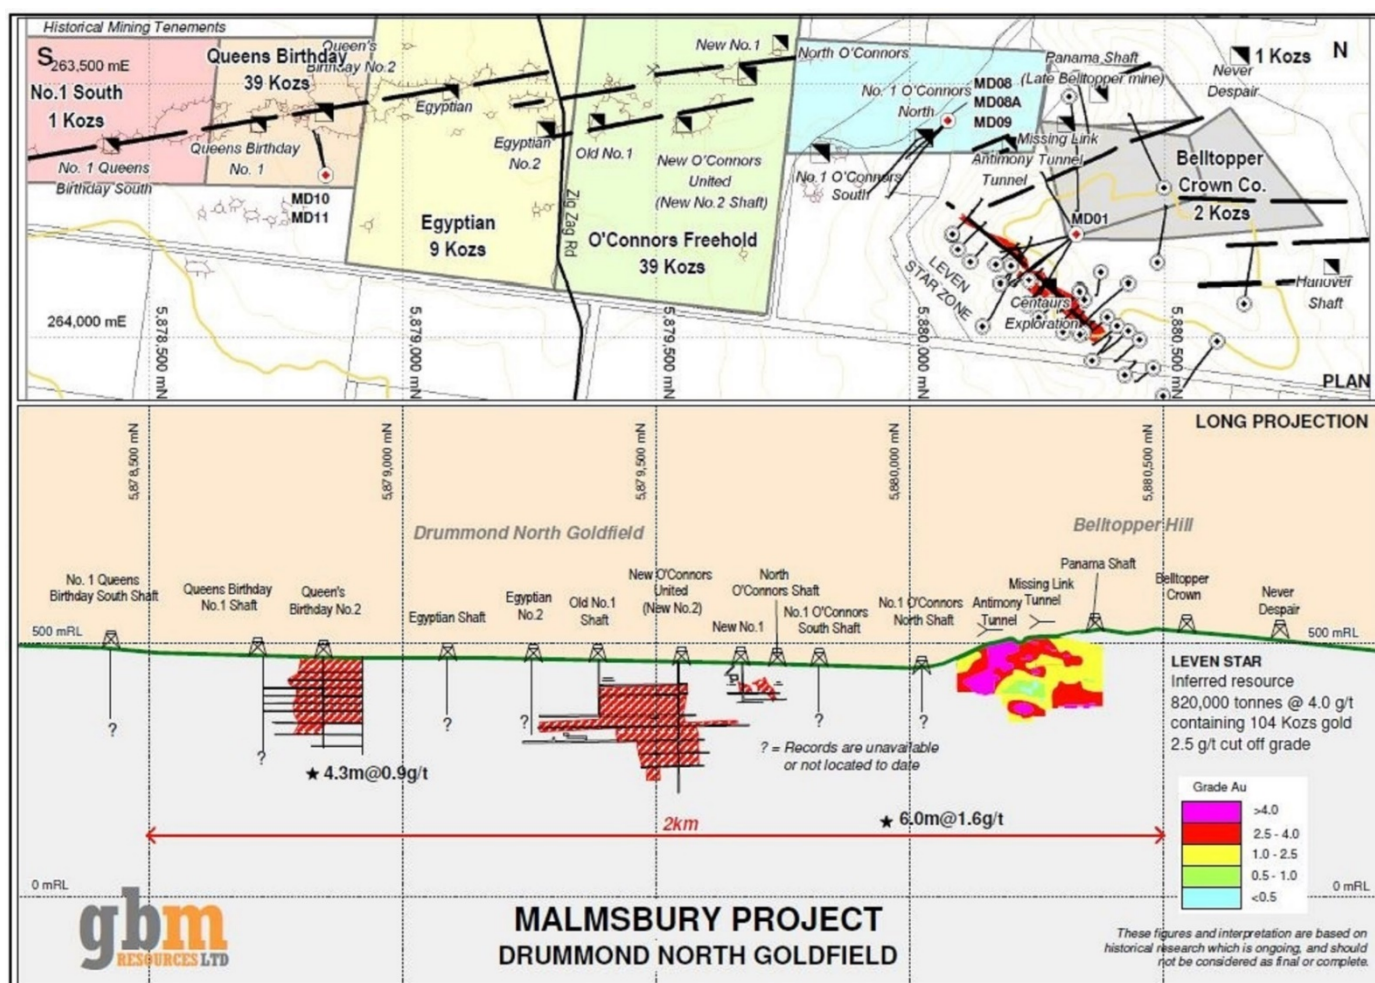 Historical Mining Tenements
S
263,500 mE
No.1 South
1 Kozs
No. 1 Queens
Birthday South
Queens Birthday
39 Kozs
Queen's
Birthday No.2
Queens Birthday
No. 1
MD10
MD11
Egyptian
Egyptian
No.2
Egyptian
9 Kozs
Zig Zag Rd
New No.1
Old No.1
New O'Connors
United
(New No.2 Shaft)
O'Connors Freehold
39 Kozs
North O'Connors
No. 1 O'Connors
North
No.1 O'Connors
South
MD08
MD08A
MD09
Panama Shaft
(Late Belltopper mine)
Missing Link
Tunnel
Antimony
Tunnel
Never
Despair
1 Kozs
N
Belltopper
Crown Co.
2 Kozs
MD01
LEVEN
STAR ZONE
Centaurs
Exploration
Hanover
Shaft
264,000 mE
5,878,500 mN
5,879,000 mN
5,879,500 mN
5,880,000 mN
5,880,500 mN
PLAN
LONG PROJECTION
5,878,500 mN
5,879,000 mN
5,879,500 mN
5,880,000 mN
5,880,500 mN
Drummond North Goldfield
Belltopper Hill
No. 1 Queens
Birthday South Shaft
Queens Birthday
No.1 Shaft
Queen's
Birthday No.2
Egyptian Shaft
Egyptian
No.2
Old No.1
Shaft
New O'Connors
United
(New No.2)
New No.1
North
O'Connors Shaft
No.1 O'Connors
South Shaft
No.1 O'Connors
North Shaft
Antimony
Tunnel
Missing Link
Tunnel
Panama Shaft
Belltopper
Crown
Never
Despair
500 mRL
500 mRL
?
?
?
?
?
?
? = Records are unavailable
or not located to date
★ 4.3m@0.9g/t
★ 6.0m@1.6g/t
2km
LEVEN STAR
Inferred resource
820,000 tonnes @ 4.0 g/t
containing 104 Kozs gold
2.5 g/t cut off grade
Grade Au
>4.0
2.5 - 4.0
1.0 - 2.5
0.5 - 1.0
<0.5
0 mRL
0 mRL
gbm
RESOURCES LTD
MALMSBURY PROJECT
DRUMMOND NORTH GOLDFIELD
These figures and interpretation are based on
historical research which is ongoing, and should
not be considered as final or complete.